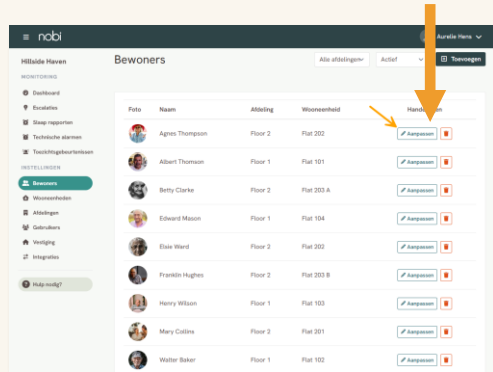 nobi
Aurelie Hens
Hillside Haven
Bewoners
Alle afdelingen
Actief
Toevoegen
MONITORING
Dashboard
Escalaties
Slaap rapporten
Technische alarmen
Toezichtsgebeurtenissen
INSTELLINGEN
Bewoners
Wooneenheden
Afdelingen
Gebruikers
Vestiging
Integraties
Hulp nodig?
Foto Naam Afdeling Wooneenheid
Agnes Thompson Floor 2 Flat 202 Aanpassen
Albert Thomson Floor 1 Flat 101 Aanpassen
Betty Clarke Floor 2 Flat 203 A Aanpassen
Edward Mason Floor 1 Flat 104 Aanpassen
Elsie Ward Floor 2 Flat 202 Aanpassen
Franklin Hughes Floor 2 Flat 203 B Aanpassen
Henry Wilson Floor 1 Flat 103 Aanpassen
Mary Collins Floor 2 Flat 201 Aanpassen
Walter Baker Floor 1 Flat 102 Aanpassen